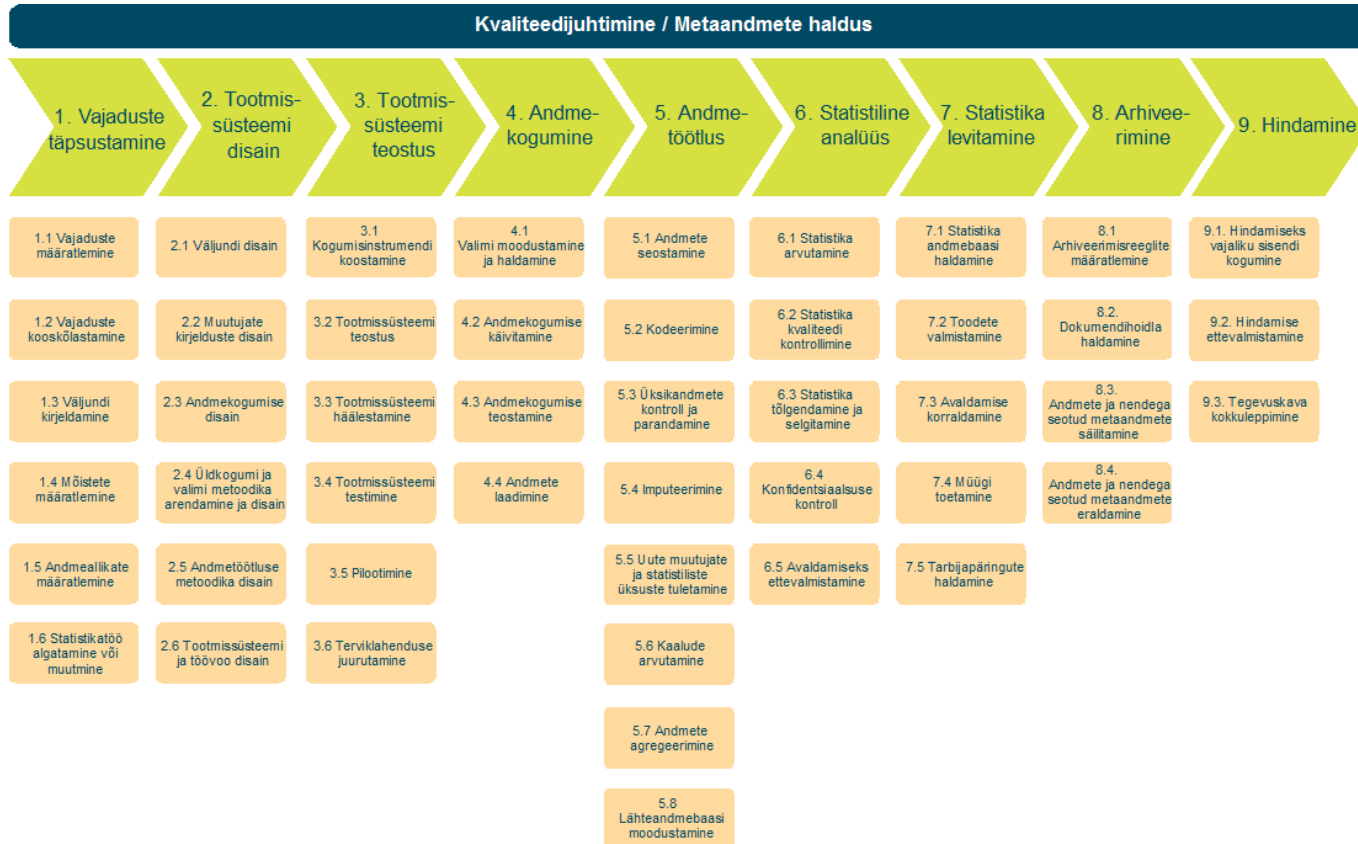 Kvaliteedijuhtimine / Metaandmete haldus
1. Vajaduste
täpsustamine
2. Tootmis-
süsteemi
disain
3. Tootmis-
süsteemi
teostus
4. Andme-
kogumine
5. Andme-
töötlus
6. Statistiline
analüüs
7. Statistika
levitamine
8. Arhivee-
rimine
9. Hindamine
1.1 Vajaduste
määratlemine
1.2 Vajaduste
kooskõlastamine
1.3 Väljundi
kirjeldamine
1.4 Mõistete
määratlemine
1.5 Andmeallikate
määratlemine
1.6 Statistikatöö
algatamine või
muutmine
2.1 Väljundi disain
2.2 Muutujate
kirjelduste disain
2.3 Andmekogumise
disain
2.4 Üldkogumi ja
valimi metoodika
arendamine ja disain
2.5 Andmetöötluse
metoodika disain
2.6 Tootmissüsteemi
ja töövoo disain
3.1
Kogumisinstrumendi
koostamine
3.2 Tootmissüsteemi
teostus
3.3 Tootmissüsteemi
häälestamine
3.4 Tootmissüsteemi
testimine
3.5 Pilootimine
3.6 Terviklahenduse
juurutamine
4.1
Valimi moodustamine
ja haldamine
4.2 Andmekogumise
käivitamine
4.3 Andmekogumise
teostamine
4.4 Andmete
laadimine
5.1 Andmete
seostamine
5.2 Kodeerimine
5.3 Üksikandmete
kontroll ja
parandamine
5.4 Imputeerimine
5.5 Uute muutujate
ja statistiliste
üksuste tuletamine
5.6 Kaalude
arvutamine
5.7 Andmete
agregeerimine
5.8
Lähteandmebaasi
moodustamine
6.1 Statistika
arvutamine
6.2 Statistika
kvaliteedi
kontrollimine
6.3 Statistika
tõlgendamine ja
selgitamine
6.4
Konfidentsiaalsuse
kontroll
6.5 Avaldamiseks
ettevalmistamine
7.1 Statistika
andmebaasi
haldamine
7.2 Toodete
valmistamine
7.3 Avaldamise
korraldamine
7.4 Müügi
toetamine
7.5 Tarbijapäringute
haldamine
8.1
Arhiveerimisreeglite
määratlemine
8.2.
Dokumendihoidla
haldamine
8.3.
Andmete ja nendega
seotud metaandmete
säilitamine
8.4.
Andmete ja nendega
seotud metaandmete
eraldamine
9.1. Hindamiseks
vajaliku sisendi
kogumine
9.2. Hindamise
ettevalmistamine
9.3. Tegevuskava
kokkuleppimine